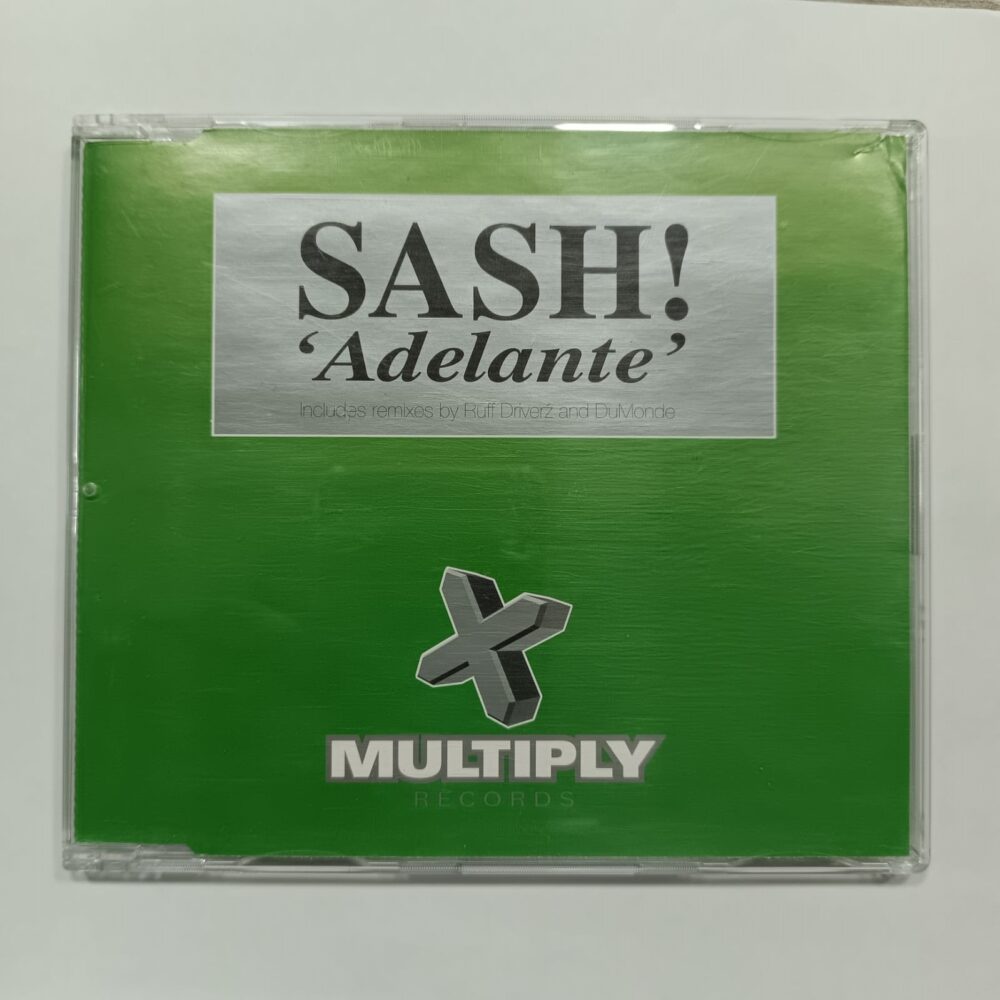 SASH!
‘Adelante’
Includes remixes by Ruff Driverz and DuMonde
MULTIPLY
RECORDS